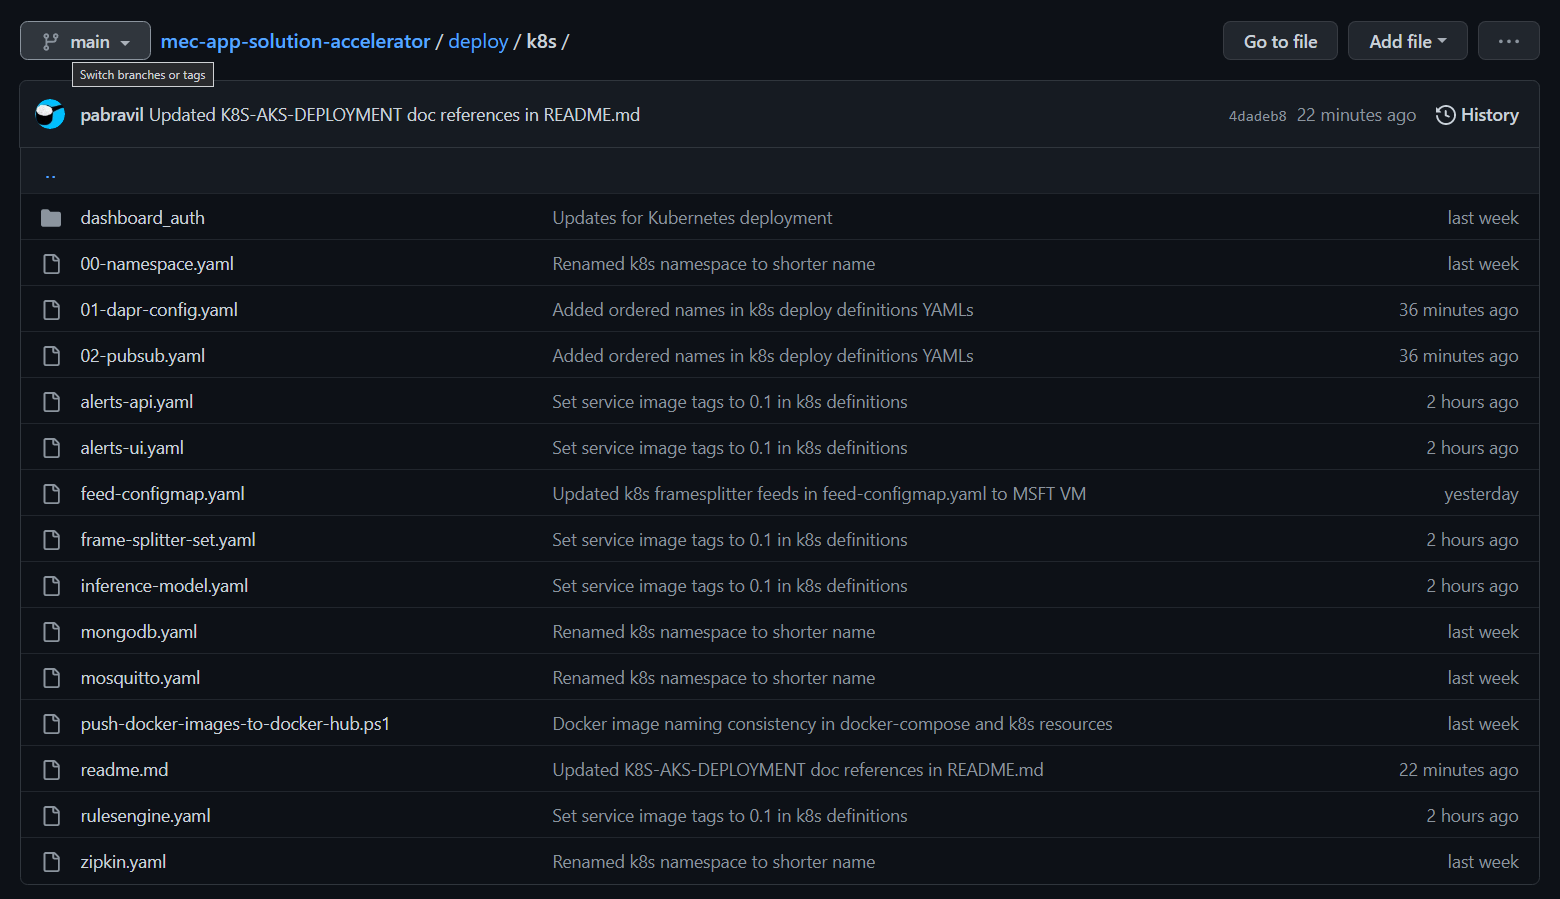 main mec-app-solution-accelerator / deploy / k8s / Go to file Add file ...
Switch branches or tags
pabravil Updated K8S-AKS-DEPLOYMENT doc references in README.md 4dadeb8 22 minutes ago History
..
dashboard_auth Updates for Kubernetes deployment last week
00-namespace.yaml Renamed k8s namespace to shorter name last week
01-dapr-config.yaml Added ordered names in k8s deploy definitions YAMLs 36 minutes ago
02-pubsub.yaml Added ordered names in k8s deploy definitions YAMLs 36 minutes ago
alerts-api.yaml Set service image tags to 0.1 in k8s definitions 2 hours ago
alerts-ui.yaml Set service image tags to 0.1 in k8s definitions 2 hours ago
feed-configmap.yaml Updated k8s framesplitter feeds in feed-configmap.yaml to MSFT VM yesterday
frame-splitter-set.yaml Set service image tags to 0.1 in k8s definitions 2 hours ago
inference-model.yaml Set service image tags to 0.1 in k8s definitions 2 hours ago
mongodb.yaml Renamed k8s namespace to shorter name last week
mosquitto.yaml Renamed k8s namespace to shorter name last week
push-docker-images-to-docker-hub.ps1 Docker image naming consistency in docker-compose and k8s resources last week
readme.md Updated K8S-AKS-DEPLOYMENT doc references in README.md 22 minutes ago
rulesengine.yaml Set service image tags to 0.1 in k8s definitions 2 hours ago
zipkin.yaml Renamed k8s namespace to shorter name last week